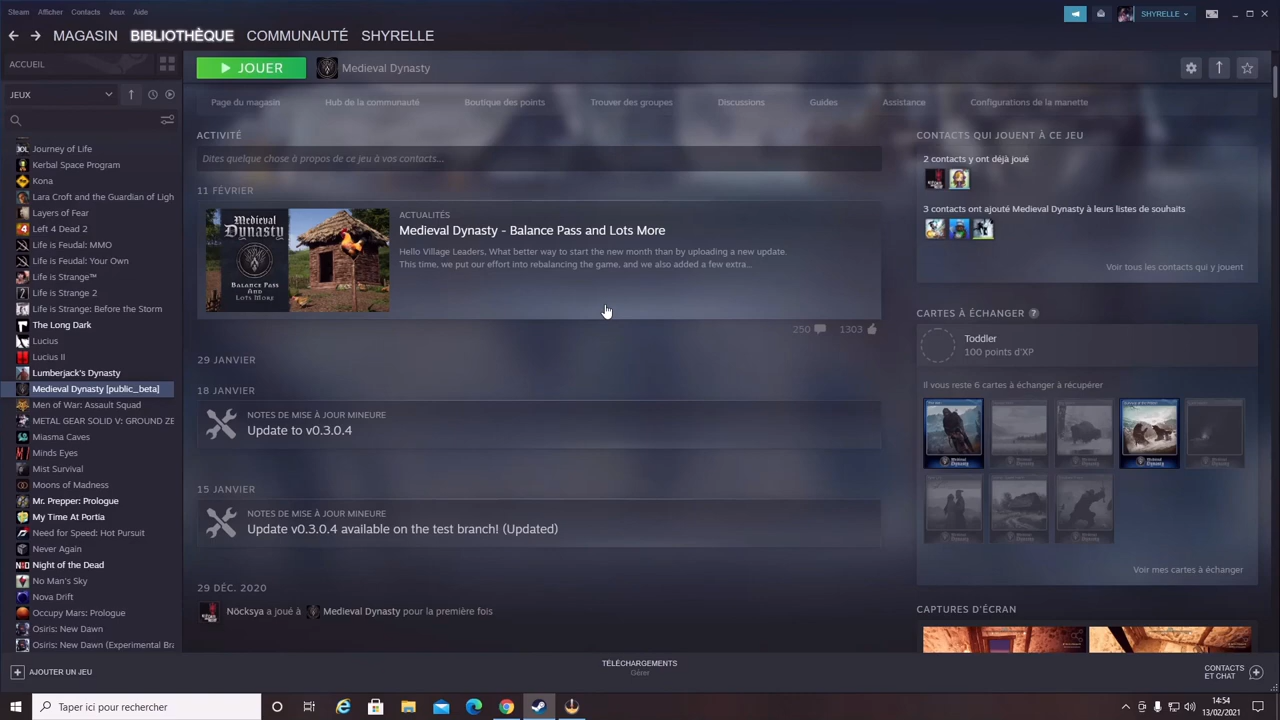 Steam Afficher Contacts Jeux Aide
SHYRELLE
MAGASIN BIBLIOTHÈQUE COMMUNAUTÉ SHYRELLE
ACCUEIL
JOUER
Medieval Dynasty
JEUX
Page du magasin Hub de la communauté Boutique des points Trouver des groupes Discussions Guides Assistance Configurations de la manette
Journey of Life
Kerbal Space Program
Kona
Lara Croft and the Guardian of Ligh
Layers of Fear
Left 4 Dead 2
Life is Feudal: MMO
Life is Feudal: Your Own
Life is Strange™
Life is Strange 2
Life is Strange: Before the Storm
The Long Dark
Lucius
Lucius II
Lumberjack's Dynasty
Medieval Dynasty [public_beta]
Men of War: Assault Squad
METAL GEAR SOLID V: GROUND ZE
Miasma Caves
Minds Eyes
Mist Survival
Moons of Madness
Mr. Prepper: Prologue
My Time At Portia
Need for Speed: Hot Pursuit
Never Again
Night of the Dead
No Man's Sky
Nova Drift
Occupy Mars: Prologue
Osiris: New Dawn
Osiris: New Dawn (Experimental Bra
ACTIVITÉ
Dites quelque chose à propos de ce jeu à vos contacts...
11 FÉVRIER
Medieval
Dynasty
Balance Pass
and
Lots More
ACTUALITÉS
Medieval Dynasty - Balance Pass and Lots More
Hello Village Leaders, What better way to start the new month than by uploading a new update.
This time, we put our effort into rebalancing the game, and we also added a few extra...
250 1303
29 JANVIER
18 JANVIER
NOTES DE MISE À JOUR MINEURE
Update to v0.3.0.4
15 JANVIER
NOTES DE MISE À JOUR MINEURE
Update v0.3.0.4 available on the test branch! (Updated)
29 DÉC. 2020
Nöcksya a joué à Medieval Dynasty pour la première fois
CONTACTS QUI JOUENT À CE JEU
2 contacts y ont déjà joué
3 contacts ont ajouté Medieval Dynasty à leurs listes de souhaits
Voir tous les contacts qui y jouent
CARTES À ÉCHANGER ?
Toddler
100 points d'XP
Il vous reste 6 cartes à échanger à récupérer
Voir mes cartes à échanger
CAPTURES D'ÉCRAN
AJOUTER UN JEU
TÉLÉCHARGEMENTS
Gérer
CONTACTS
ET CHAT
Taper ici pour rechercher
14:54
13/02/2021